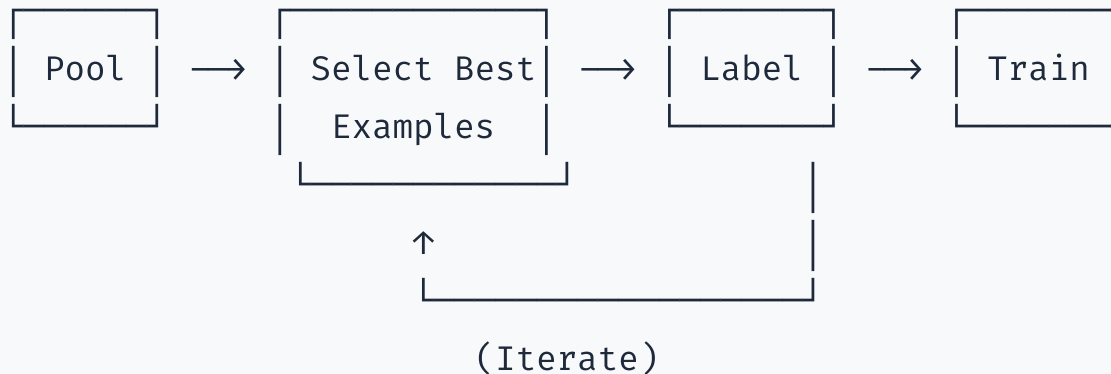 Pool → Select Best → Label → Train
Examples
↑
(Iterate)